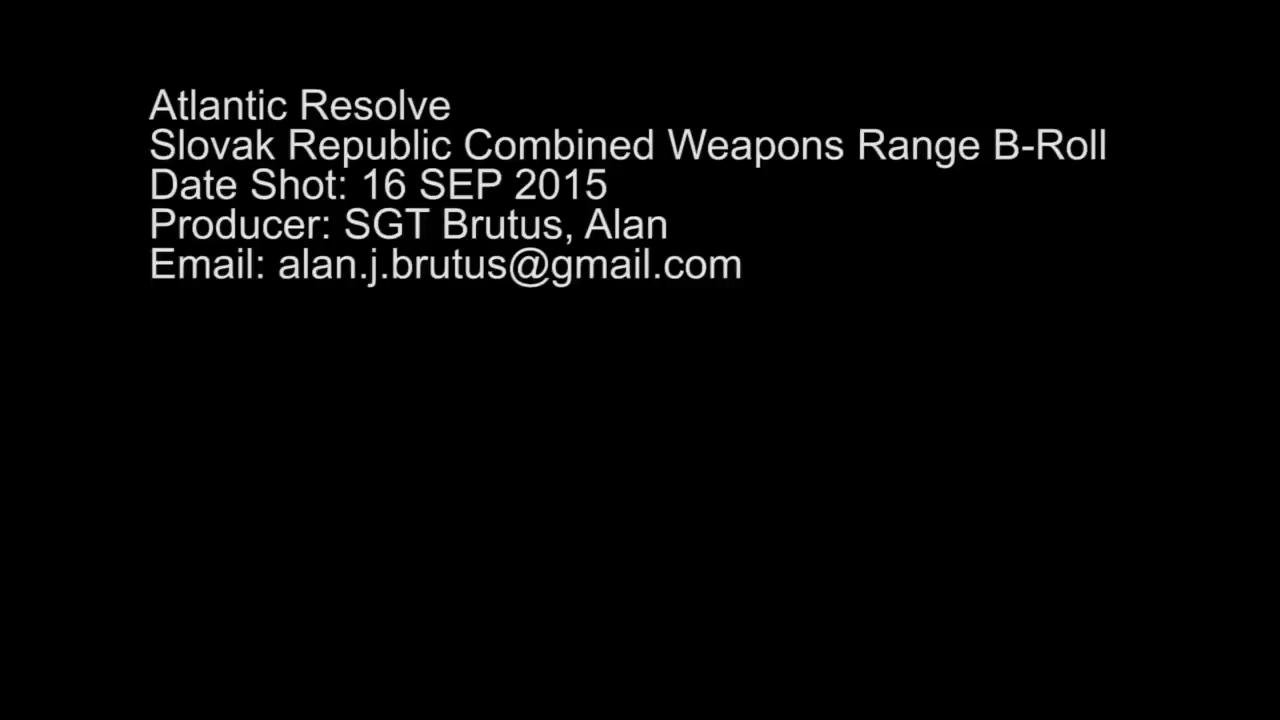 Atlantic Resolve
Slovak Republic Combined Weapons Range B-Roll
Date Shot: 16 SEP 2015
Producer: SGT Brutus, Alan
Email: alan.j.brutus@gmail.com